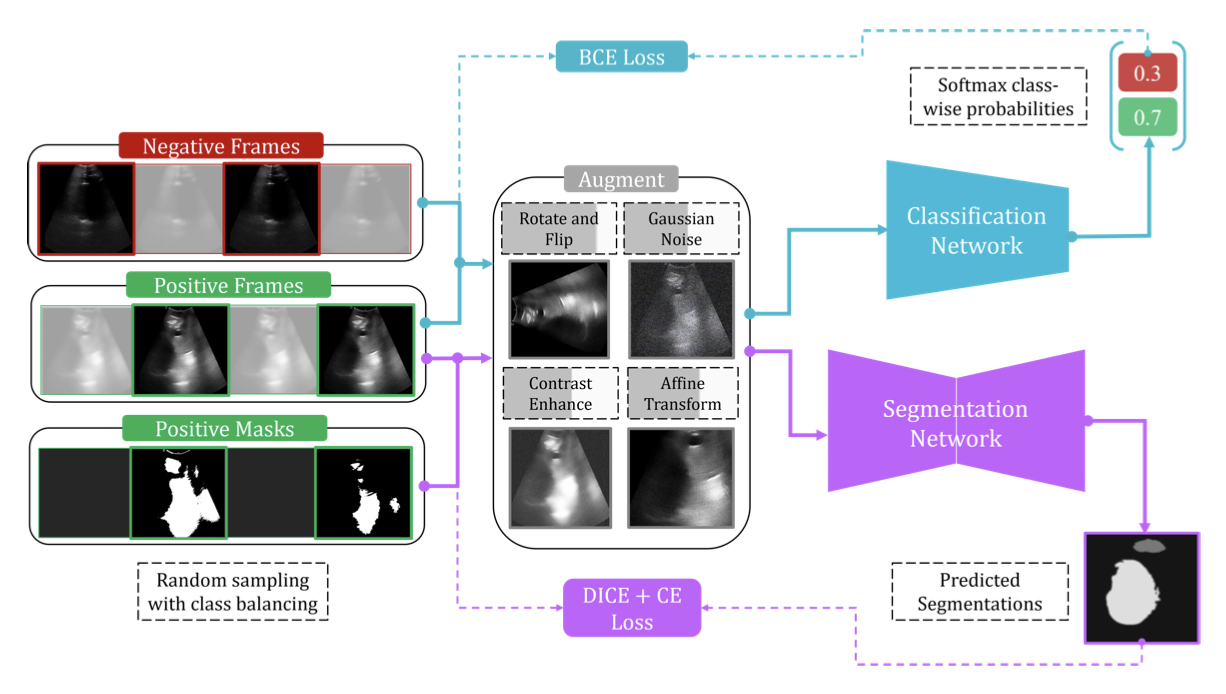 BCE Loss
0.3
0.7
Softmax class-
wise probabilities
Negative Frames
Augment
Rotate and
Flip
Gaussian
Noise
Classification
Network
Positive Frames
Contrast
Enhance
Affine
Transform
Segmentation
Network
Positive Masks
Random sampling
with class balancing
DICE + CE
Loss
Predicted
Segmentations